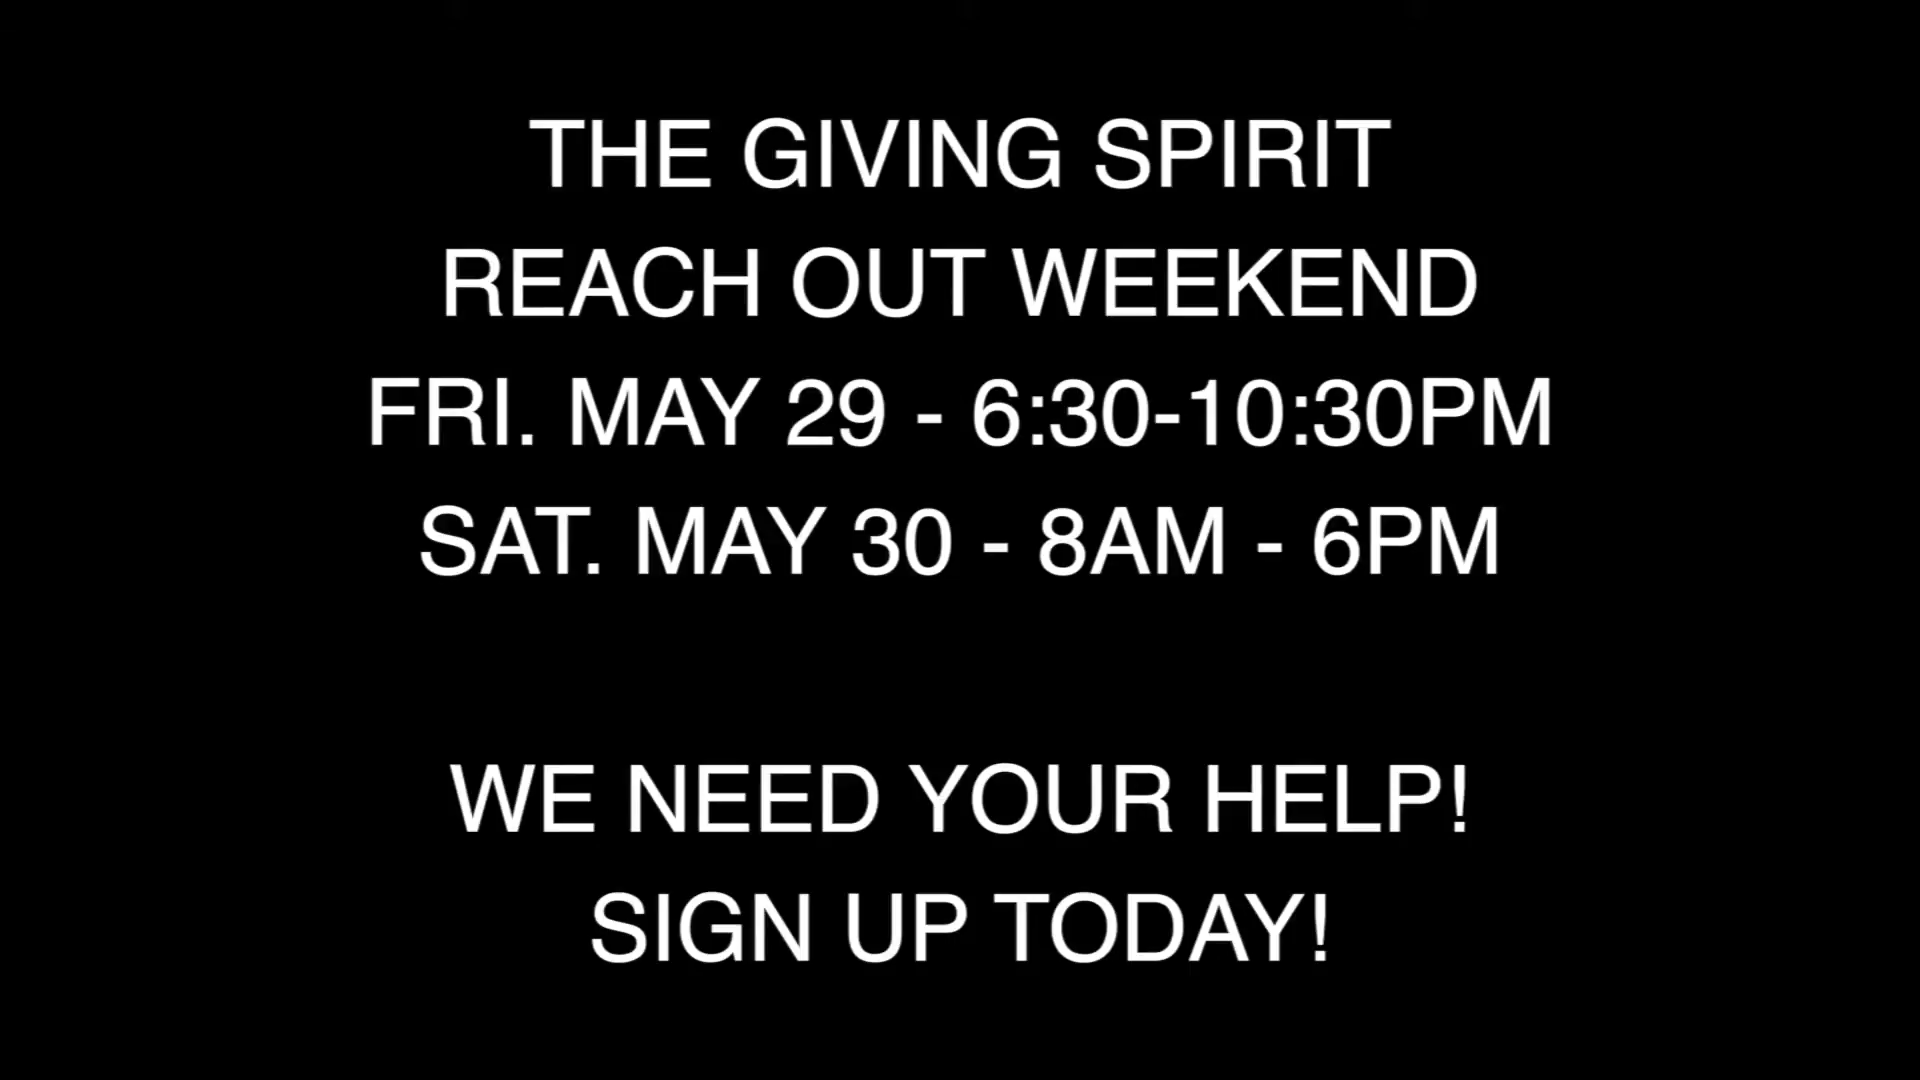 THE GIVING SPIRIT
REACH OUT WEEKEND
FRI. MAY 29 - 6:30-10:30PM
SAT. MAY 30 - 8AM - 6PM
WE NEED YOUR HELP!
SIGN UP TODAY!